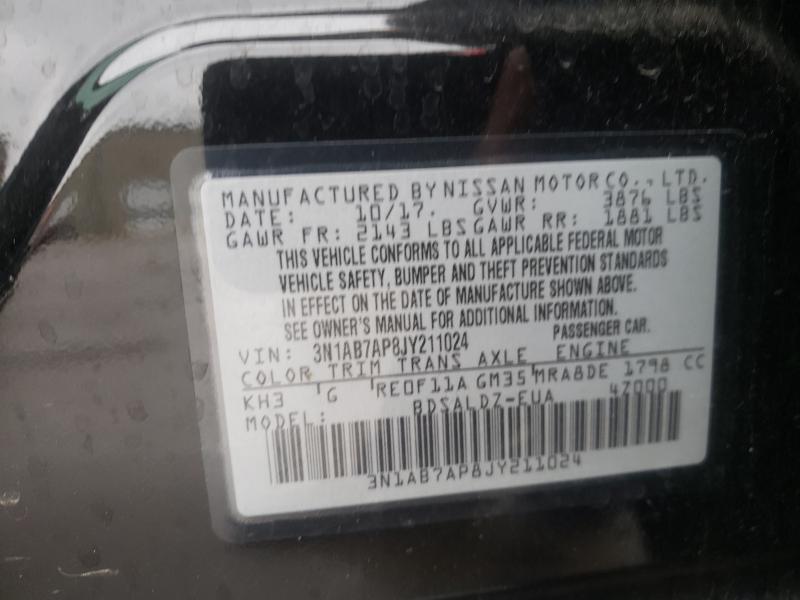 MANUFACTURED BY NISSAN MOTOR CO., LTD.
DATE: 10/17. GVWR: 3876 LBS
GAWR FR: 2143 LBS GAWR RR: 1881 LBS
THIS VEHICLE CONFORMS TO ALL APPLICABLE FEDERAL MOTOR
VEHICLE SAFETY, BUMPER AND THEFT PREVENTION STANDARDS
IN EFFECT ON THE DATE OF MANUFACTURE SHOWN ABOVE.
SEE OWNER'S MANUAL FOR ADDITIONAL INFORMATION.
VIN: 3N1AB7AP8JY211024 PASSENGER CAR.
COLOR TRIM TRANS AXLE ENGINE
KH3 G RE0F11A GM35 MRA8DE 1798 CC
MODEL: BDSALDZ-EUA 47000
3N1AB7AP8JY211024